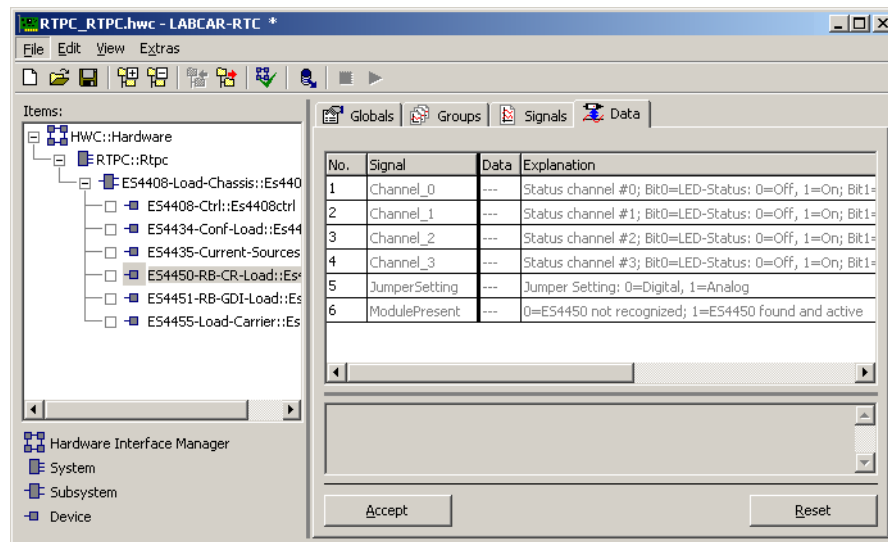 RTPC_RTPC.hwc - LABCAR-RTC *
File Edit View Extras
Items:
HWC::Hardware
RTPC::Rtpc
ES4408-Load-Chassis::Es440
ES4408-Ctrl::Es4408ctrl
ES4434-Conf-Load::Es44
ES4435-Current-Sources
ES4450-RB-CR-Load::Es4
ES4451-RB-GDI-Load::Es
ES4455-Load-Carrier::Es
Hardware Interface Manager
System
Subsystem
Device
Globals Groups Signals Data
No. Signal Data Explanation
1 Channel_0 --- Status channel #0; Bit0=LED-Status: 0=Off, 1=On; Bit1=
2 Channel_1 --- Status channel #1; Bit0=LED-Status: 0=Off, 1=On; Bit1=
3 Channel_2 --- Status channel #2; Bit0=LED-Status: 0=Off, 1=On; Bit1=
4 Channel_3 --- Status channel #3; Bit0=LED-Status: 0=Off, 1=On; Bit1=
5 JumperSetting --- Jumper Setting: 0=Digital, 1=Analog
6 ModulePresent --- 0=ES4450 not recognized; 1=ES4450 found and active
Accept Reset